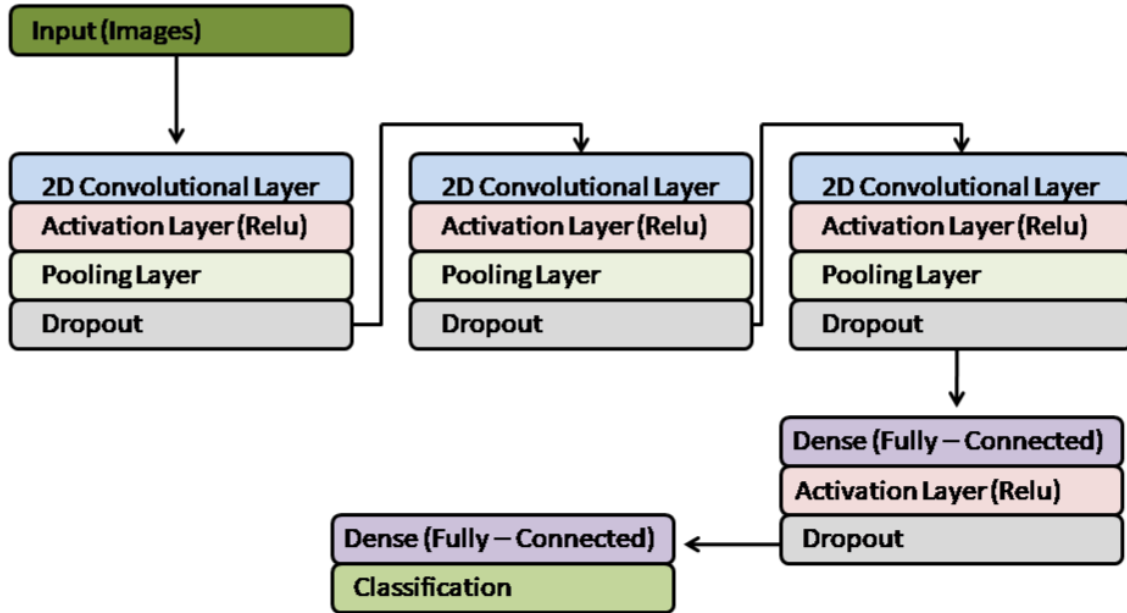 Input (Images)
2D Convolutional Layer
Activation Layer (Relu)
Pooling Layer
Dropout
2D Convolutional Layer
Activation Layer (Relu)
Pooling Layer
Dropout
2D Convolutional Layer
Activation Layer (Relu)
Pooling Layer
Dropout
Dense (Fully – Connected)
Activation Layer (Relu)
Dropout
Dense (Fully – Connected)
Classification